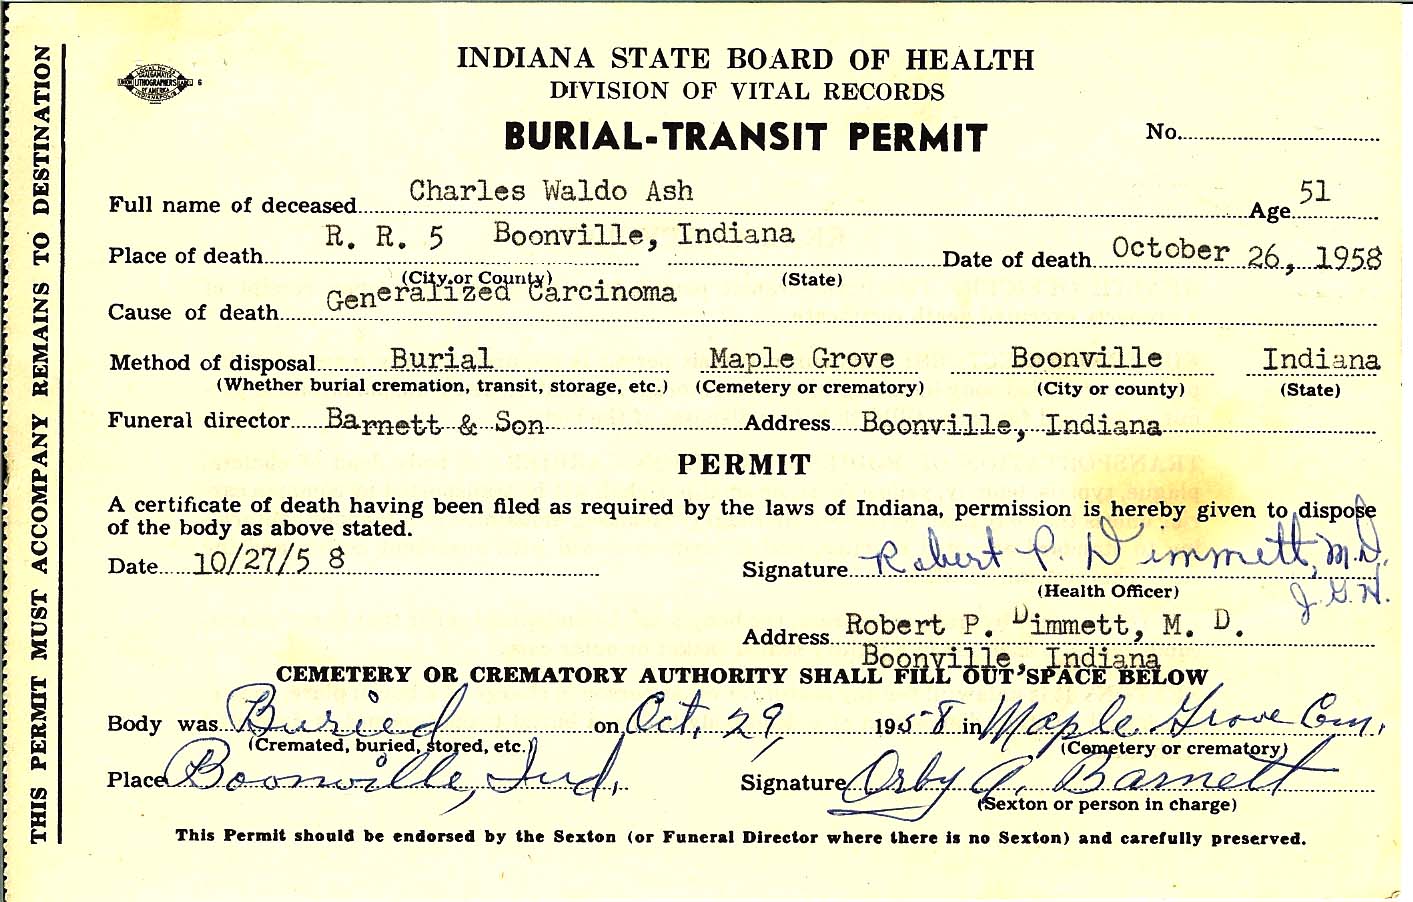 INDIANA STATE BOARD OF HEALTH
DIVISION OF VITAL RECORDS
BURIAL-TRANSIT PERMIT
No.
THIS PERMIT MUST ACCOMPANY REMAINS TO DESTINATION
Full name of deceased Charles Waldo Ash Age 51
Place of death R. R. 5 Boonville, Indiana Date of death October 26, 1958
(City or County) (State)
Cause of death Generalized Carcinoma
Method of disposal Burial Maple Grove Boonville Indiana
(Whether burial cremation, transit, storage, etc.) (Cemetery or crematory) (City or county) (State)
Funeral director Barnett & Son Address Boonville, Indiana
PERMIT
A certificate of death having been filed as required by the laws of Indiana, permission is hereby given to dispose
of the body as above stated.
Date 10/27/5 8 Signature Robert P. Dimmett, M.D.
(Health Officer) J.G.H.
Address Robert P. Dimmett, M. D.
Boonville, Indiana
CEMETERY OR CREMATORY AUTHORITY SHALL FILL OUT SPACE BELOW
Body was Buried on Oct. 29, 1958 in Maple Grove Cem.
(Cremated, buried, stored, etc.) (Cemetery or crematory)
Place Boonville, Ind. Signature Orby A. Barnett
(Sexton or person in charge)
This Permit should be endorsed by the Sexton (or Funeral Director where there is no Sexton) and carefully preserved.